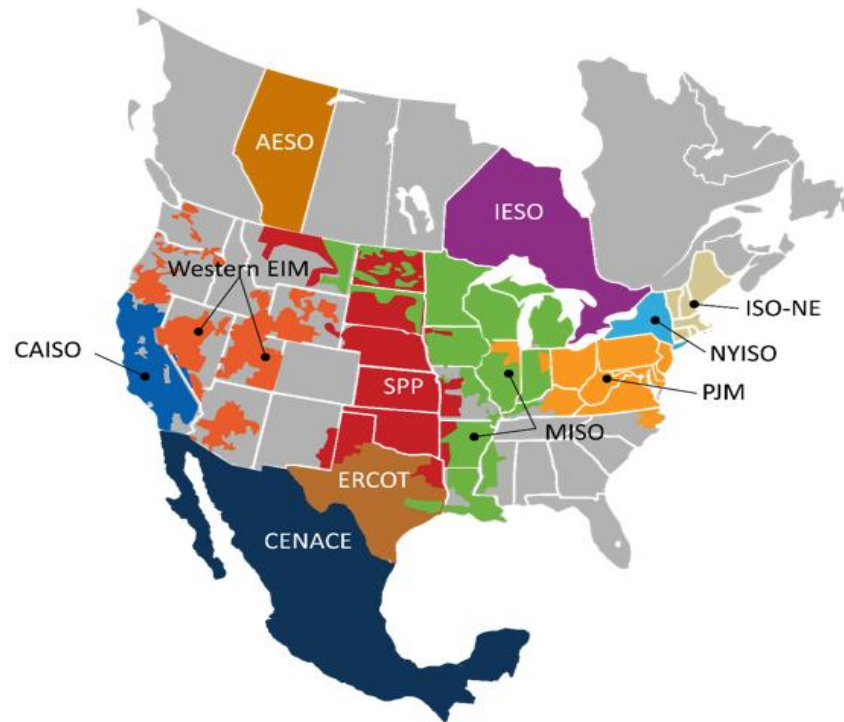 AESO
IESO
Western EIM
ISO-NE
CAISO
NYISO
SPP
PJM
MISO
ERCOT
CENACE